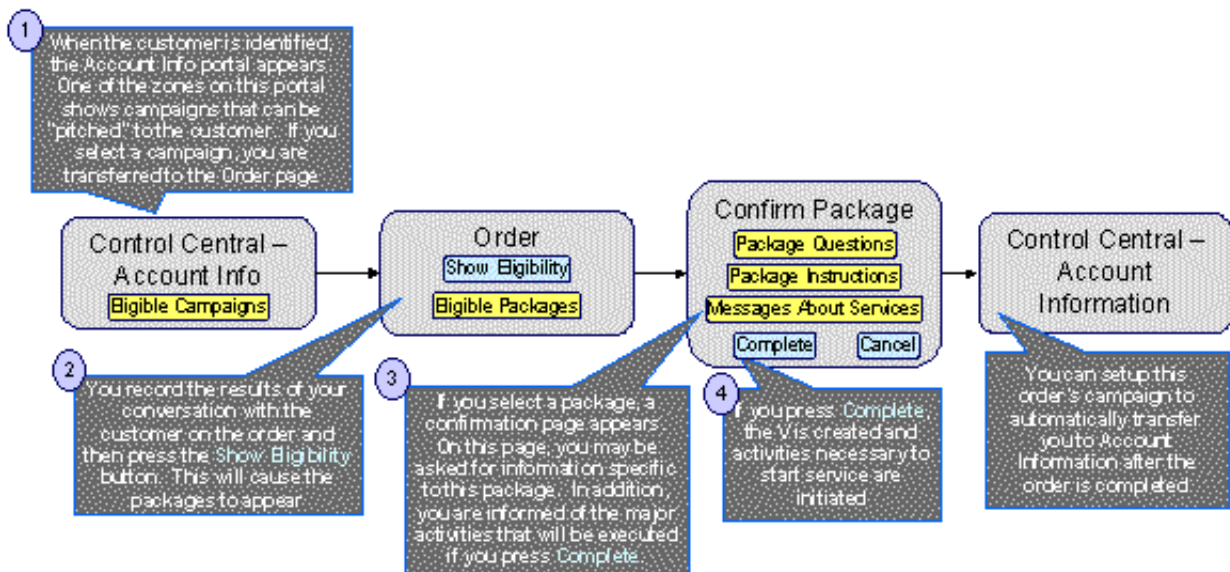 1
When the customer is identified,
the Account Info portal appears
One of the zones on this portal
shows campaigns that can be
"pitched" to the customer. If you
select a campaign, you are
transferred to the Order page
Control Central –
Account Info
Eligible Campaigns
Order
Show Eligibility
Eligible Packages
Confirm Package
Package Questions
Package Instructions
Messages About Services
Complete
Cancel
Control Central –
Account
Information
2
You record the results of your
conversation with the
customer on the order and
then press the Show Eligibility
button. This will cause the
packages to appear
3
If you select a package, a
confirmation page appears
On this page, you may be
asked for information specific
to this package. In addition,
you are informed of the major
activities that will be executed
if you press Complete.
4
If you press Complete,
the V is created and
activities necessary to
start service are
initiated
You can setup this
order's campaign to
automatically transfer
you to Account
Information after the
order is completed